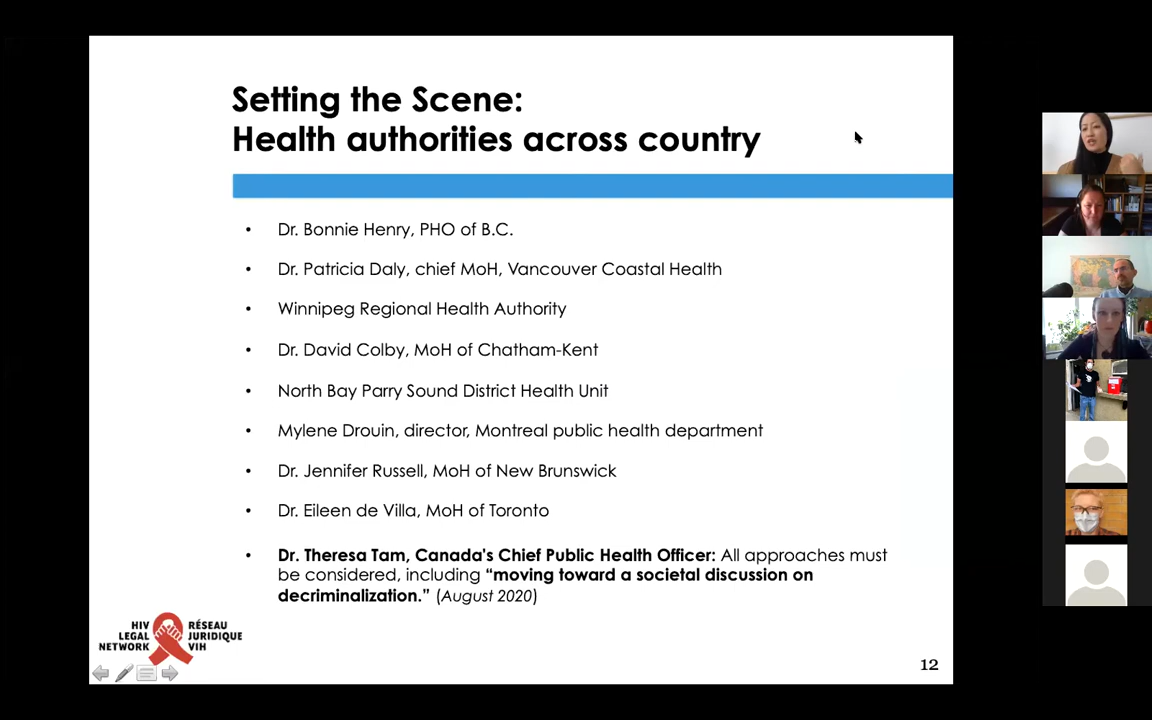 Setting the Scene:
Health authorities across country
• Dr. Bonnie Henry, PHO of B.C.
• Dr. Patricia Daly, chief MoH, Vancouver Coastal Health
• Winnipeg Regional Health Authority
• Dr. David Colby, MoH of Chatham-Kent
• North Bay Parry Sound District Health Unit
• Mylene Drouin, director, Montreal public health department
• Dr. Jennifer Russell, MoH of New Brunswick
• Dr. Eileen de Villa, MoH of Toronto
• Dr. Theresa Tam, Canada's Chief Public Health Officer: All approaches must
be considered, including “moving toward a societal discussion on
decriminalization.” (August 2020)
HIV
LEGAL
NETWORK
RÉSEAU
JURIDIQUE
VIH
12